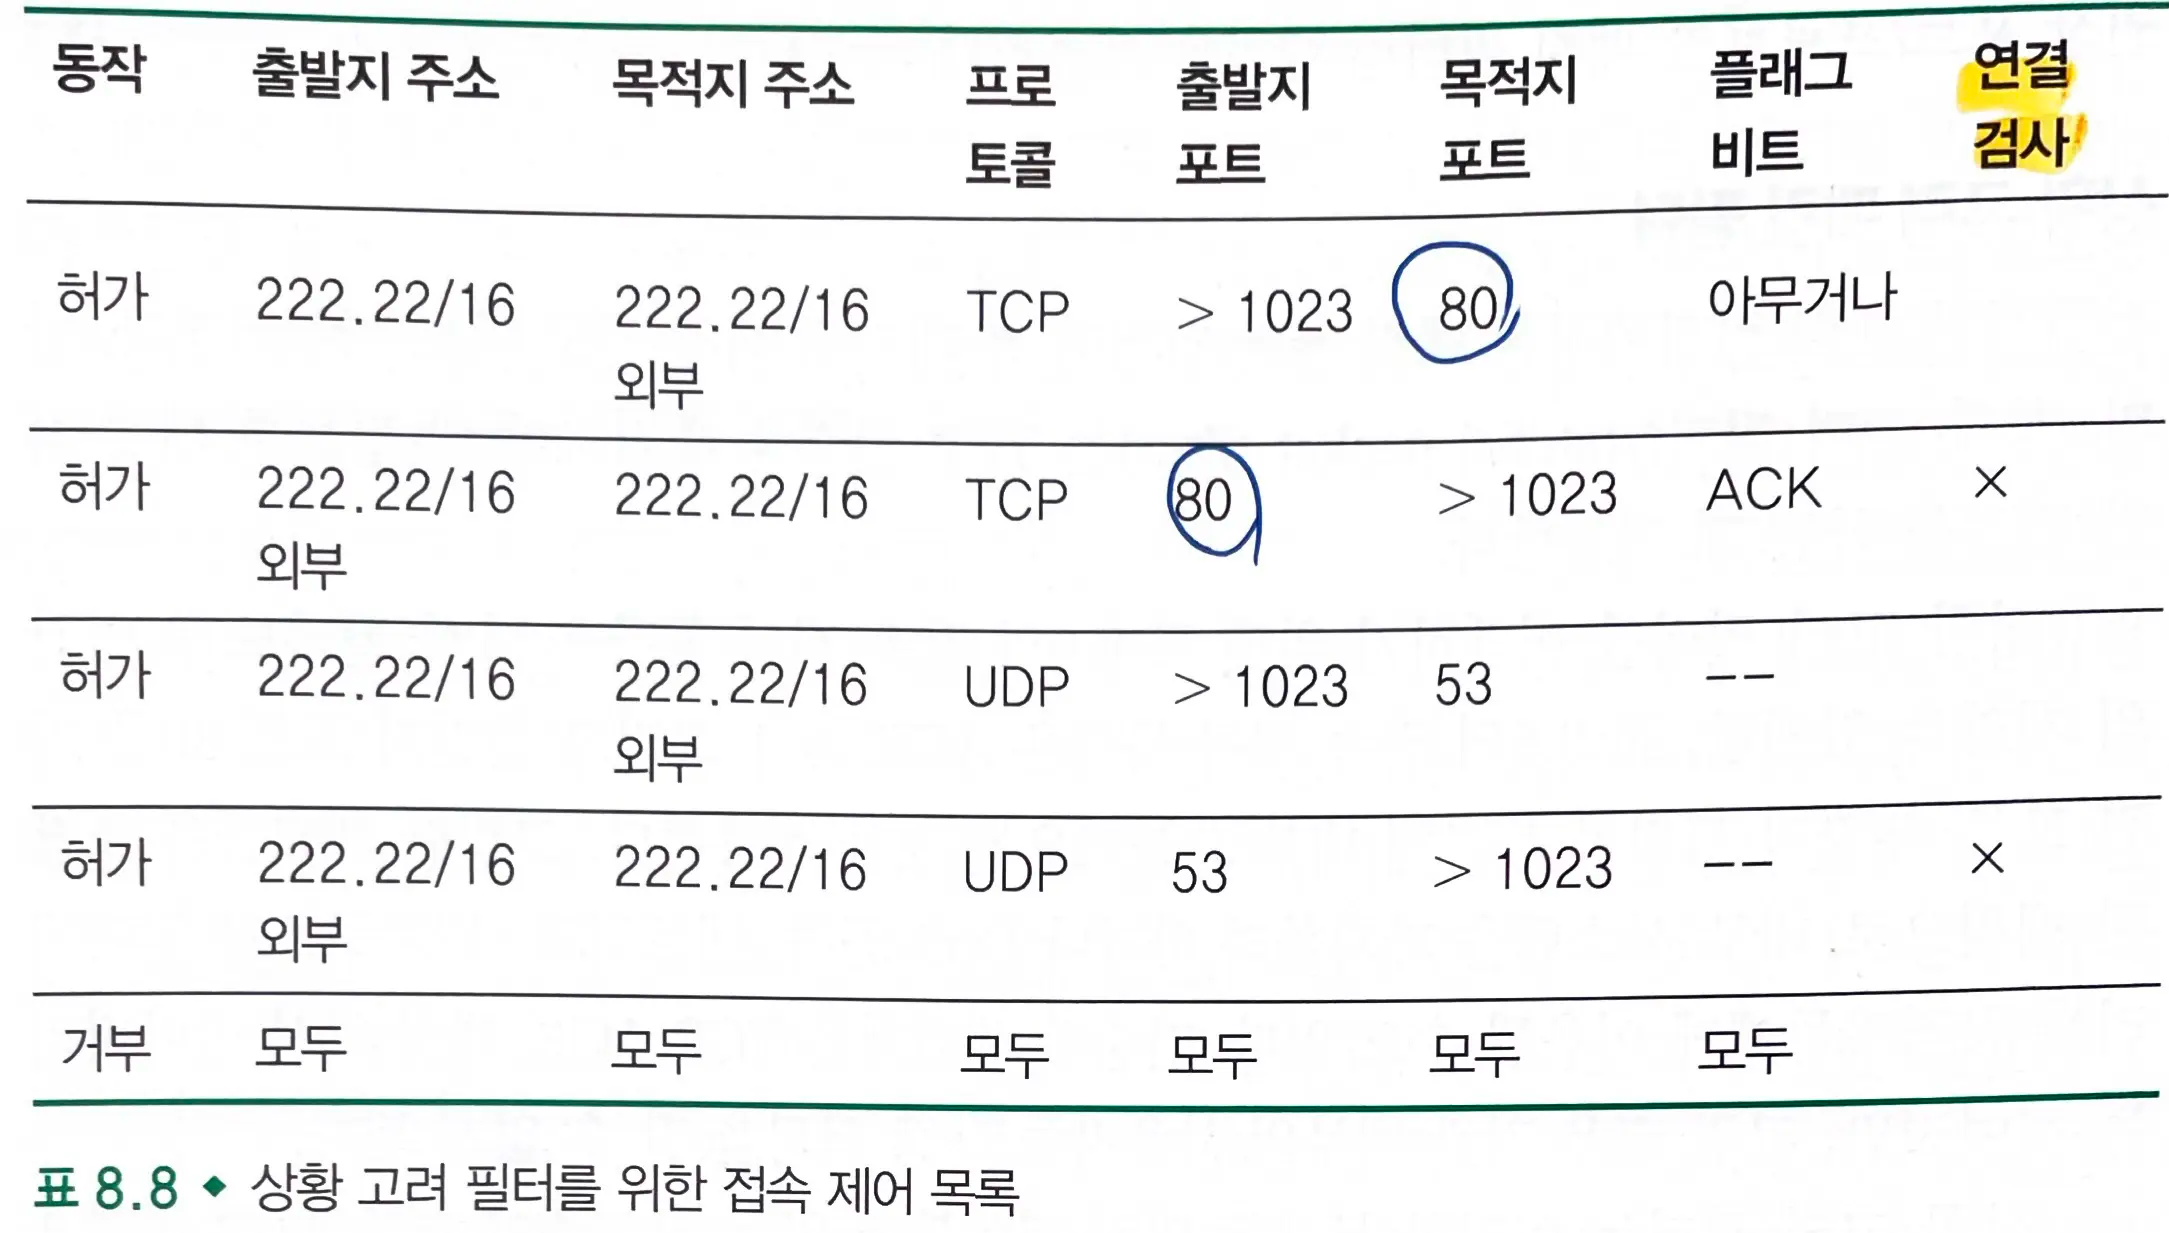 동작 출발지 주소 목적지 주소 프로 출발지 목적지 플래그 연결
토콜 포트 포트 비트 검사
허가 222.22/16 222.22/16 TCP > 1023 80 아무거나
외부
허가 222.22/16 222.22/16 TCP 80 > 1023 ACK ×
외부
허가 222.22/16 222.22/16 UDP > 1023 53 --
외부
허가 222.22/16 222.22/16 UDP 53 > 1023 -- ×
외부
거부 모두 모두 모두 모두 모두 모두
표 8.8 ◆ 상황 고려 필터를 위한 접속 제어 목록